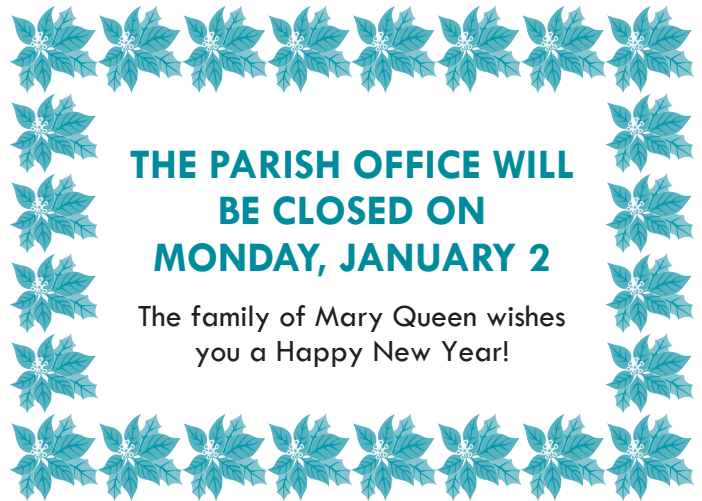 THE PARISH OFFICE WILL
BE CLOSED ON
MONDAY, JANUARY 2
The family of Mary Queen wishes
you a Happy New Year!